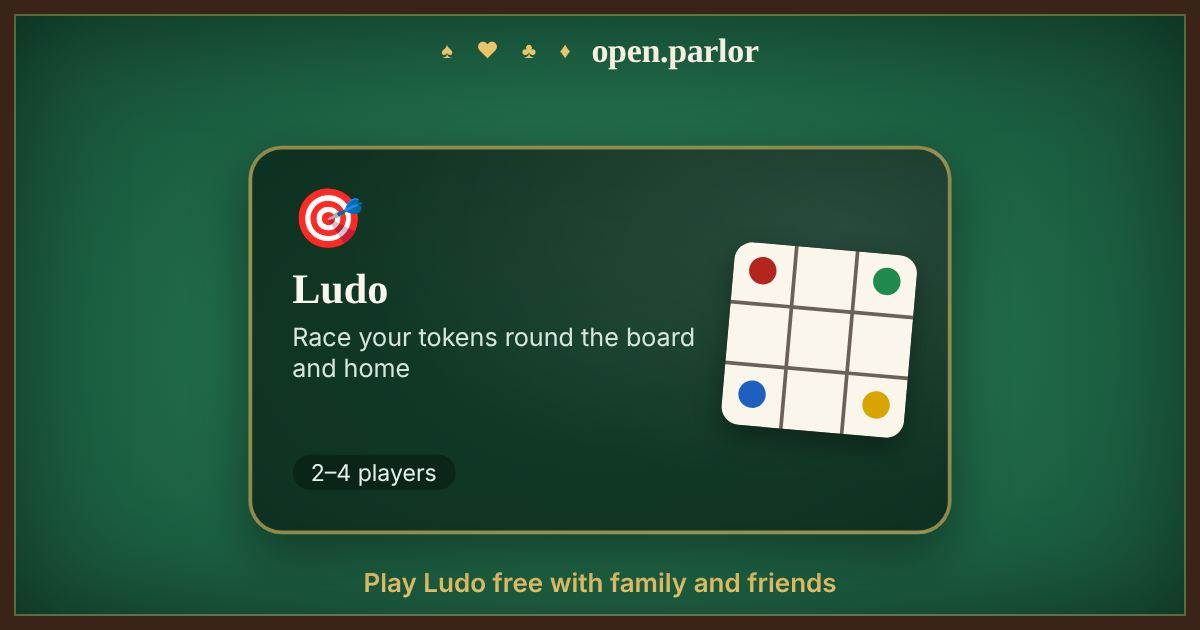 ♠ ♥ ♣ ♦ open.parlor
Ludo
Race your tokens round the board
and home
2–4 players
Play Ludo free with family and friends